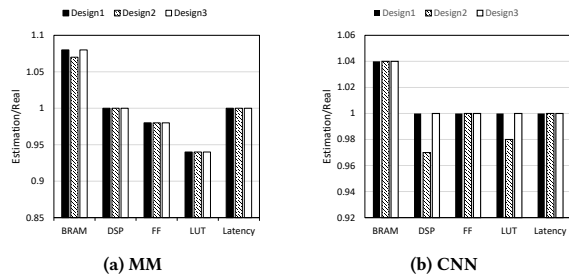 Design1 Design2 Design3
Estimation/Real
1.1
1.05
1
0.95
0.9
0.85
BRAM DSP FF LUT Latency
(a) MM
Design1 Design2 Design3
Estimation/Real
1.06
1.04
1.02
1
0.98
0.96
0.94
0.92
BRAM DSP FF LUT Latency
(b) CNN